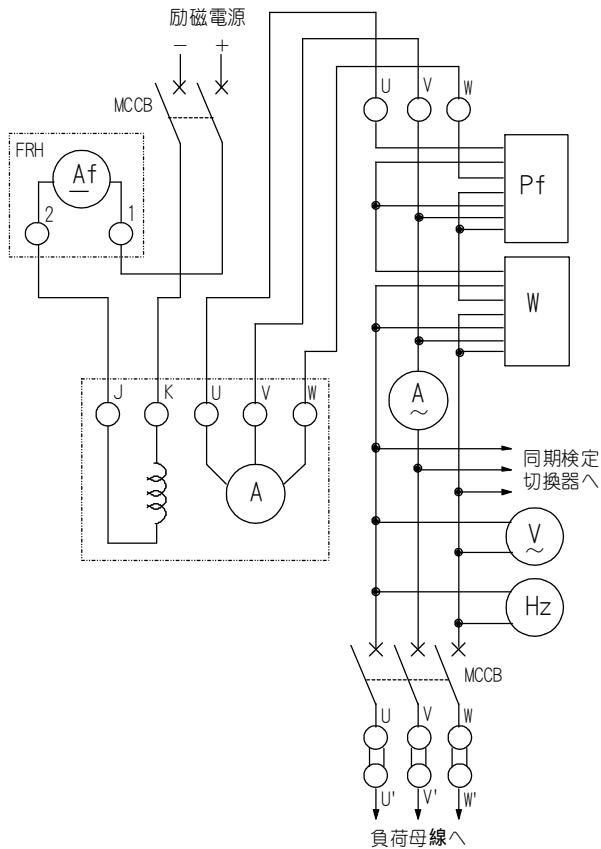 励磁電源
− +
MCCB
FRH
Af
2 1
U V W
Pf
W
J K U V W
A
A
~
同期検定
切換器へ
V
~
Hz
MCCB
U V W
U' V' W'
負荷母線へ